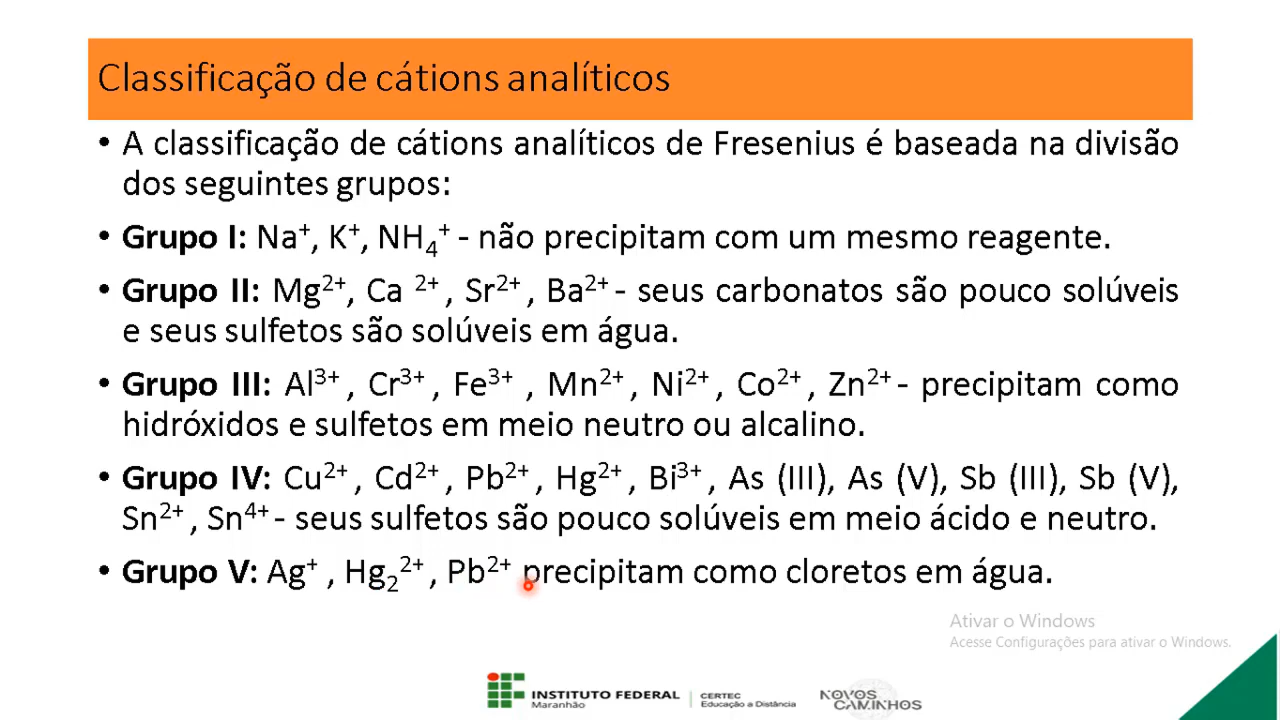 Classificação de cátions analíticos
• A classificação de cátions analíticos de Fresenius é baseada na divisão
dos seguintes grupos:
• Grupo I: Na⁺, K⁺, NH₄⁺ - não precipitam com um mesmo reagente.
• Grupo II: Mg²⁺, Ca ²⁺ , Sr²⁺ , Ba²⁺ - seus carbonatos são pouco solúveis
e seus sulfetos são solúveis em água.
• Grupo III: Al³⁺ , Cr³⁺ , Fe³⁺ , Mn²⁺ , Ni²⁺ , Co²⁺ , Zn²⁺ - precipitam como
hidróxidos e sulfetos em meio neutro ou alcalino.
• Grupo IV: Cu²⁺ , Cd²⁺ , Pb²⁺ , Hg²⁺ , Bi³⁺ , As (III), As (V), Sb (III), Sb (V),
Sn²⁺ , Sn⁴⁺ - seus sulfetos são pouco solúveis em meio ácido e neutro.
• Grupo V: Ag⁺ , Hg₂²⁺ , Pb²⁺ precipitam como cloretos em água.
Ativar o Windows
Acesse Configurações para ativar o Windows.
INSTITUTO FEDERAL
Maranhão
CERTEC
Educação a Distância
NOVOS
CAMINHOS